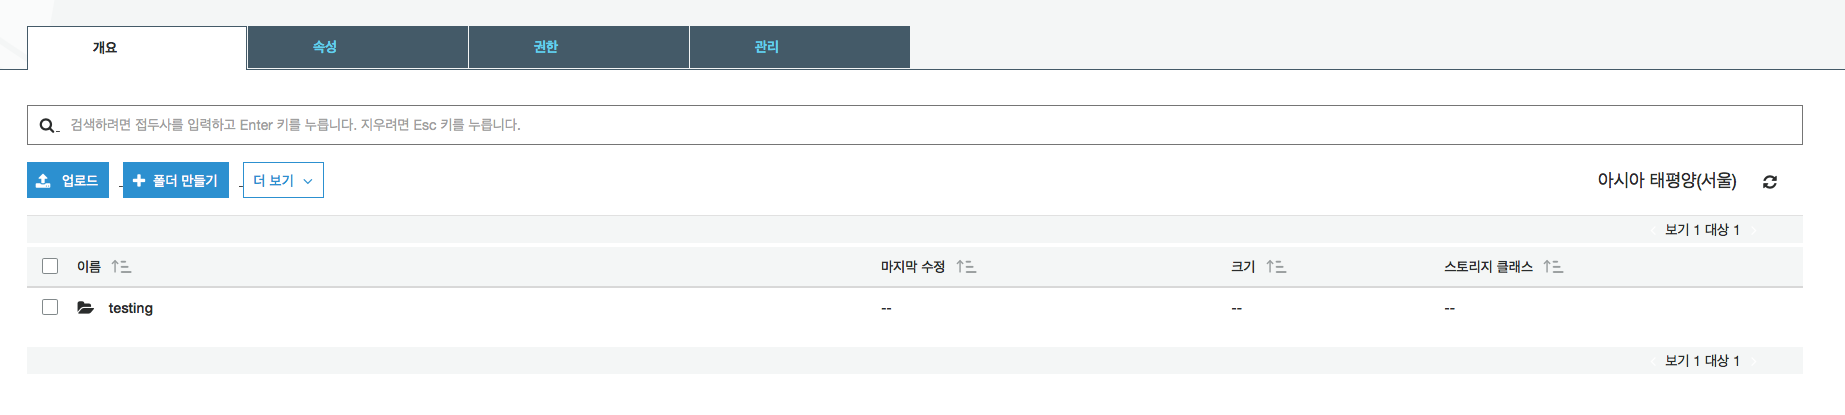 개요 속성 권한 관리
검색하려면 접두사를 입력하고 Enter 키를 누릅니다. 지우려면 Esc 키를 누릅니다.
업로드 폴더 만들기 더 보기 아시아 태평양(서울)
보기 1 대상 1
이름 마지막 수정 크기 스토리지 클래스
testing -- -- --
보기 1 대상 1